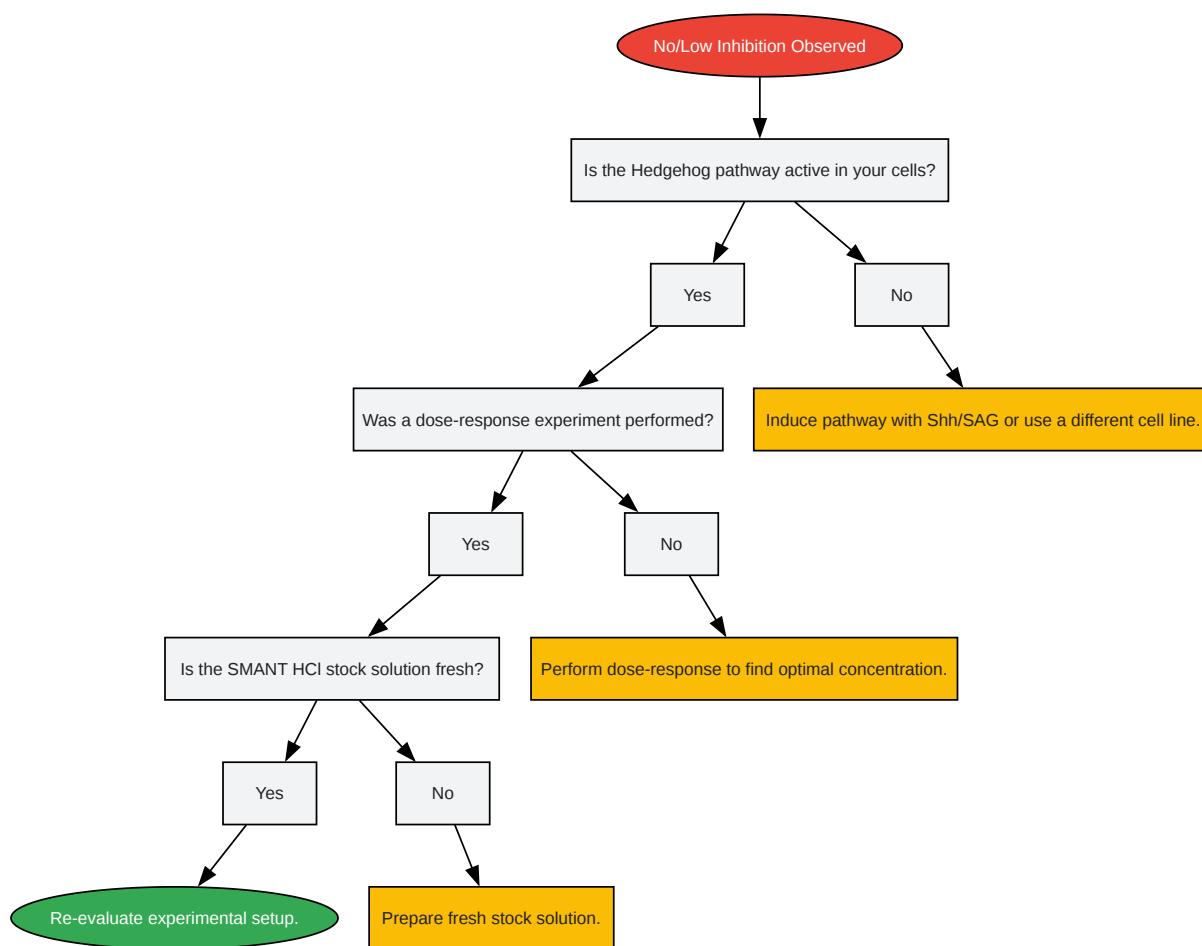 No/Low Inhibition Observed
Is the Hedgehog pathway active in your cells?
Yes
No
Was a dose-response experiment performed?
Induce pathway with Shh/SAG or use a different cell line.
Yes
No
Is the SMANT HCl stock solution fresh?
Perform dose-response to find optimal concentration.
Yes
No
Re-evaluate experimental setup.
Prepare fresh stock solution.